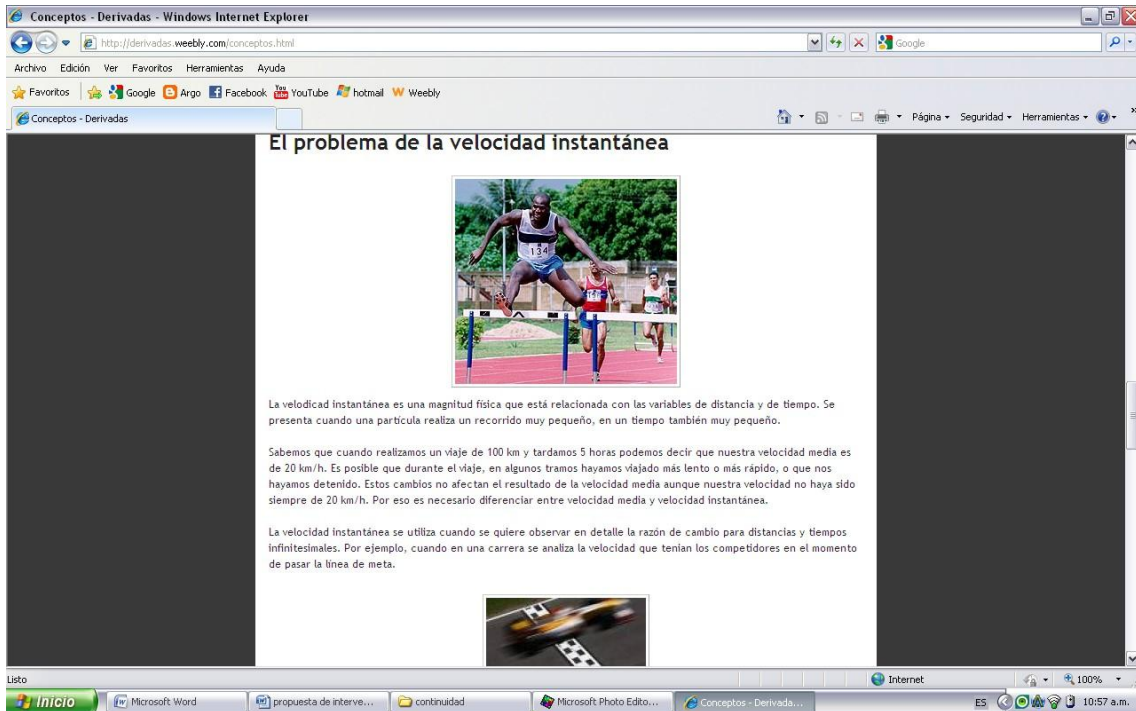 Conceptos - Derivadas - Windows Internet Explorer
http://derivadas.weebly.com/conceptos.html
Google
Archivo Edición Ver Favoritos Herramientas Ayuda
Favoritos Google Argo Facebook YouTube hotmail Weebly
Conceptos - Derivadas
Página Seguridad Herramientas
El problema de la velocidad instantánea
134
La velodicad instantánea es una magnitud física que está relacionada con las variables de distancia y de tiempo. Se
presenta cuando una partícula realiza un recorrido muy pequeño, en un tiempo también muy pequeño.
Sabemos que cuando realizamos un viaje de 100 km y tardamos 5 horas podemos decir que nuestra velocidad media es
de 20 km/h. Es posible que durante el viaje, en algunos tramos hayamos viajado más lento o más rápido, o que nos
hayamos detenido. Estos cambios no afectan el resultado de la velocidad media aunque nuestra velocidad no haya sido
siempre de 20 km/h. Por eso es necesario diferenciar entre velocidad media y velocidad instantánea.
La velocidad instantánea se utiliza cuando se quiere observar en detalle la razón de cambio para distancias y tiempos
infinitesimales. Por ejemplo, cuando en una carrera se analiza la velocidad que tenian los competidores en el momento
de pasar la línea de meta.
Listo Internet 100%
Inicio Microsoft Word propuesta de interve... continuidad Microsoft Photo Edito... Conceptos - Derivada... ES 10:57 a.m.